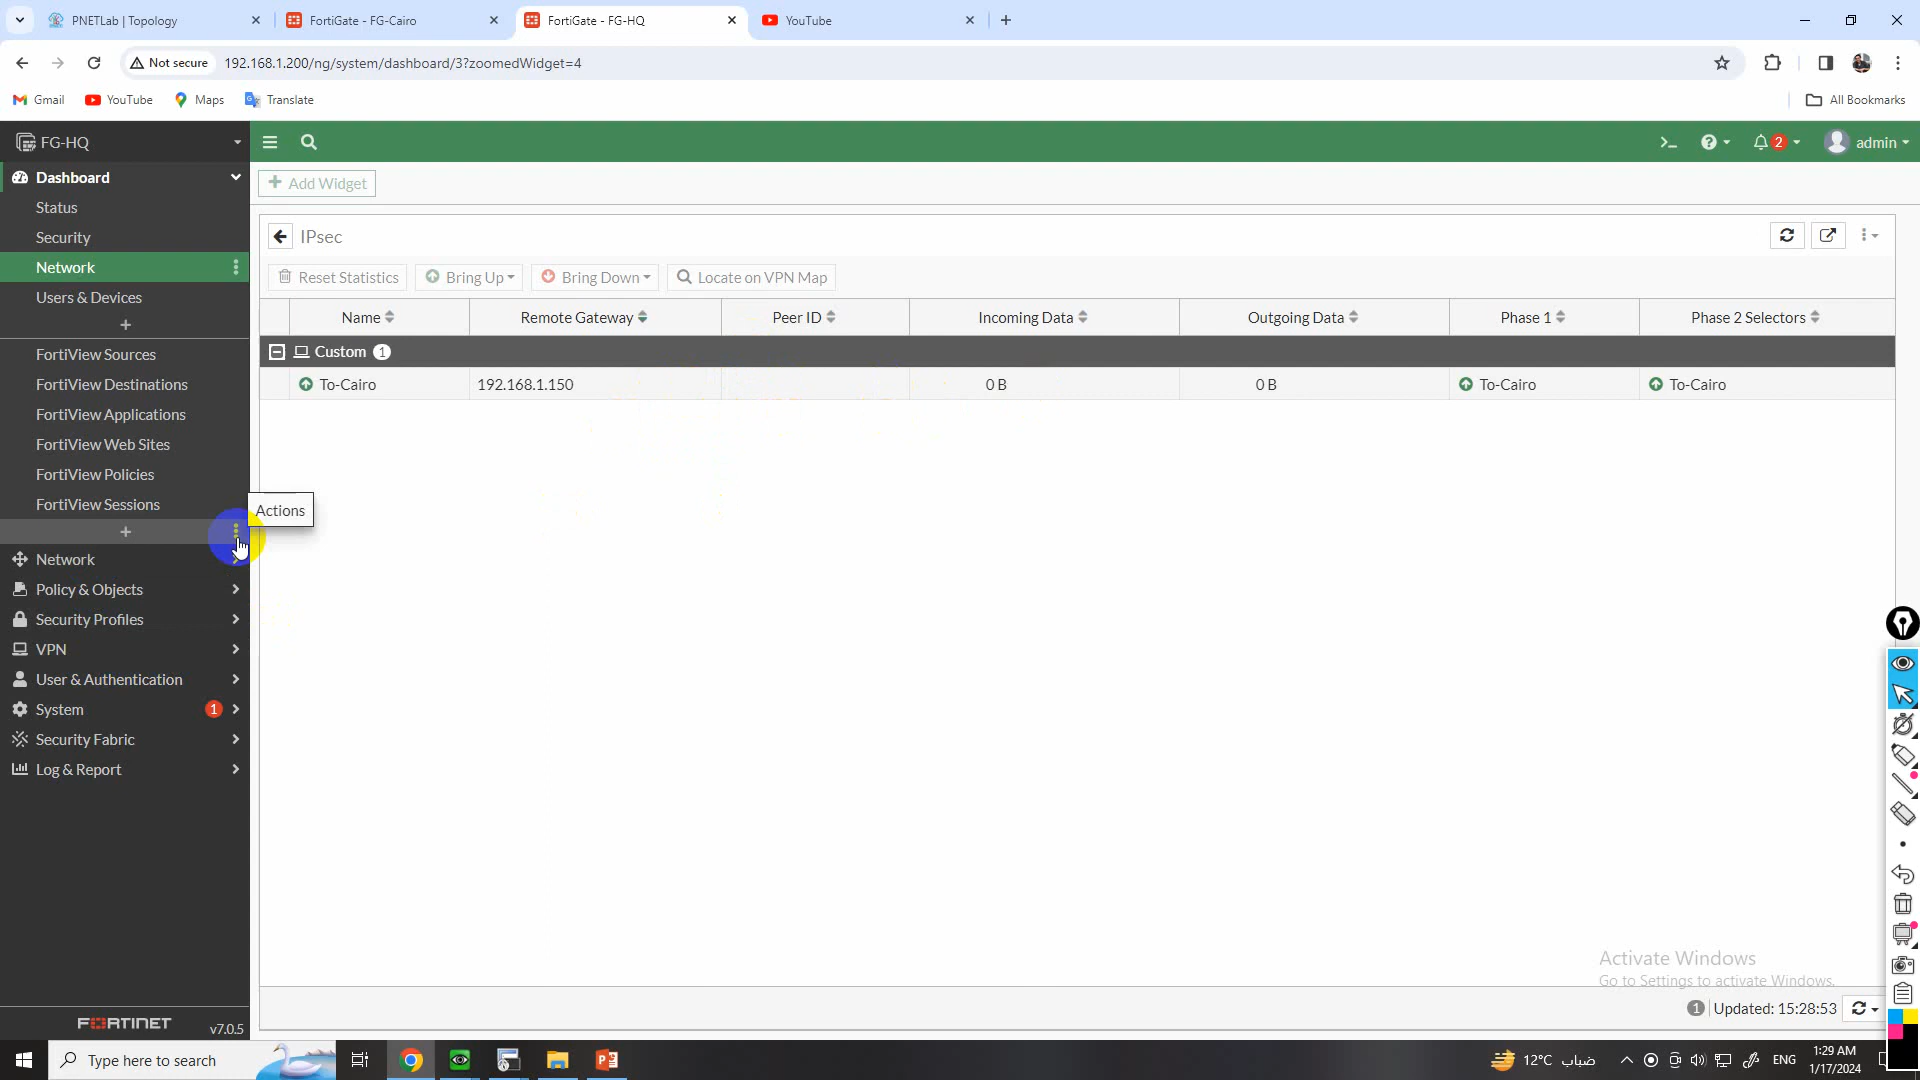 PNETLab | Topology
FortiGate - FG-Cairo
FortiGate - FG-HQ
YouTube
Not secure
192.168.1.200/ng/system/dashboard/3?zoomedWidget=4
Gmail
YouTube
Maps
Translate
All Bookmarks
FG-HQ
2
admin
Dashboard
Status
Security
Network
Users & Devices
+
FortiView Sources
FortiView Destinations
FortiView Applications
FortiView Web Sites
FortiView Policies
FortiView Sessions
+
Actions
Network
Policy & Objects
Security Profiles
VPN
User & Authentication
System 1
Security Fabric
Log & Report
FORTINET v7.0.5
+ Add Widget
IPsec
Reset Statistics
Bring Up
Bring Down
Locate on VPN Map
Name Remote Gateway Peer ID Incoming Data Outgoing Data Phase 1 Phase 2 Selectors
Custom 1
To-Cairo 192.168.1.150 0 B 0 B To-Cairo To-Cairo
Activate Windows
Go to Settings to activate Windows.
1 Updated: 15:28:53
Type here to search
12°C ضباب
ENG
1:29 AM
1/17/2024